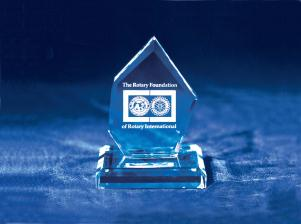 The Rotary Foundation
of Rotary International